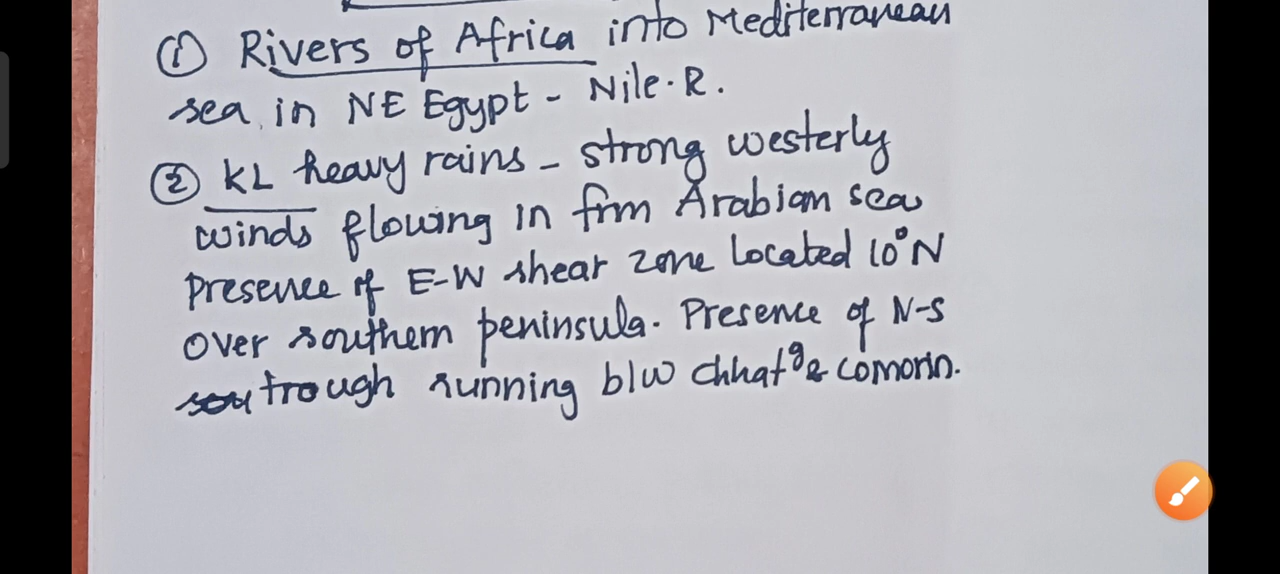 ① Rivers of Africa into Mediterranean
sea in NE Egypt - Nile.R.
② KL heavy rains - strong westerly
winds flowing in frm Arabian sea
presence of E-W shear zone located 10°N
over southern peninsula. Presence of N-S
trough running b/w chhatg & comorin.